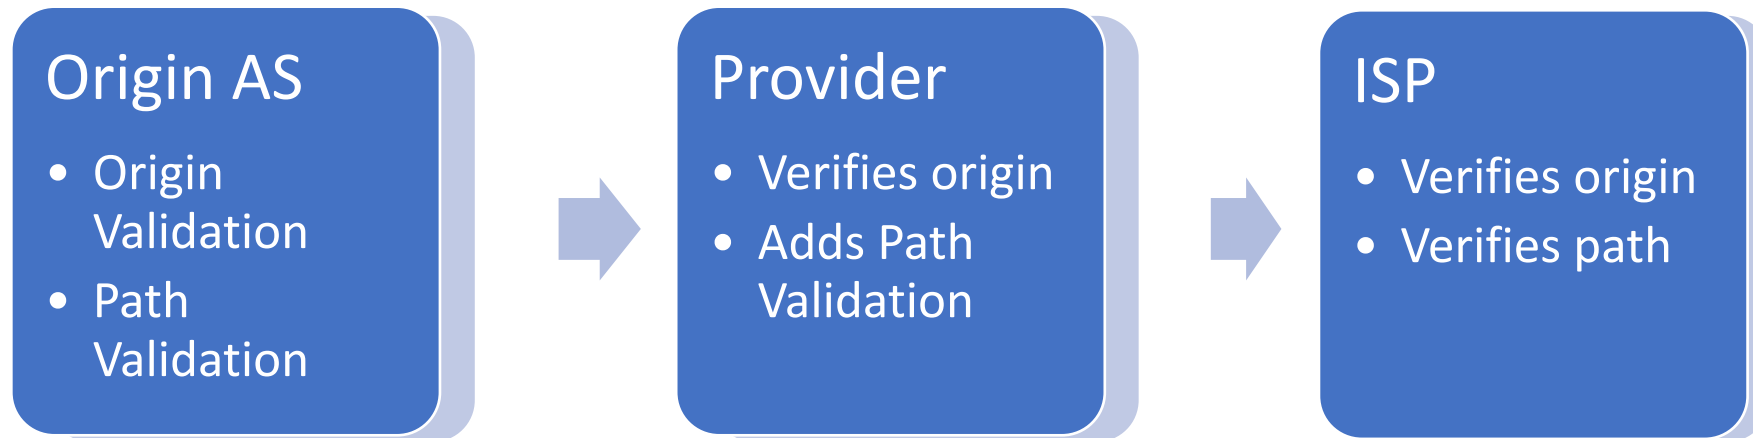 Origin AS
• Origin
Validation
• Path
Validation
Provider
• Verifies origin
• Adds Path
Validation
ISP
• Verifies origin
• Verifies path